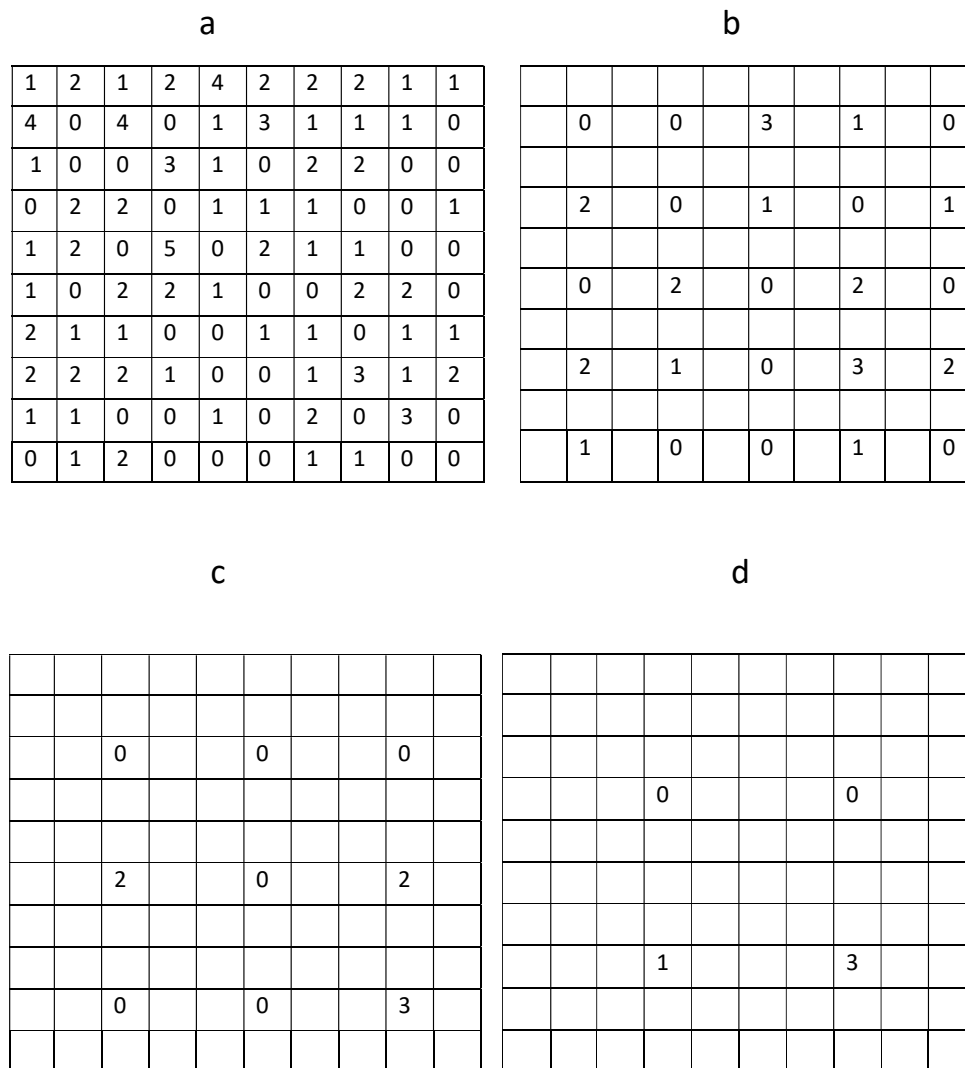 a
b
1 2 1 2 4 2 2 2 1 1
4 0 4 0 1 3 1 1 1 0
0 0 3 1 0
1 0 0 3 1 0 2 2 0 0
0 2 2 0 1 1 1 0 0 1
2 0 1 0 1
1 2 0 5 0 2 1 1 0 0
1 0 2 2 1 0 0 2 2 0
0 2 0 2 0
2 1 1 0 0 1 1 0 1 1
2 2 2 1 0 0 1 3 1 2
2 1 0 3 2
1 1 0 0 1 0 2 0 3 0
0 1 2 0 0 0 1 1 0 0
1 0 0 1 0
c
d
0 0 0
0 0
2 0 2
1 3
0 0 3